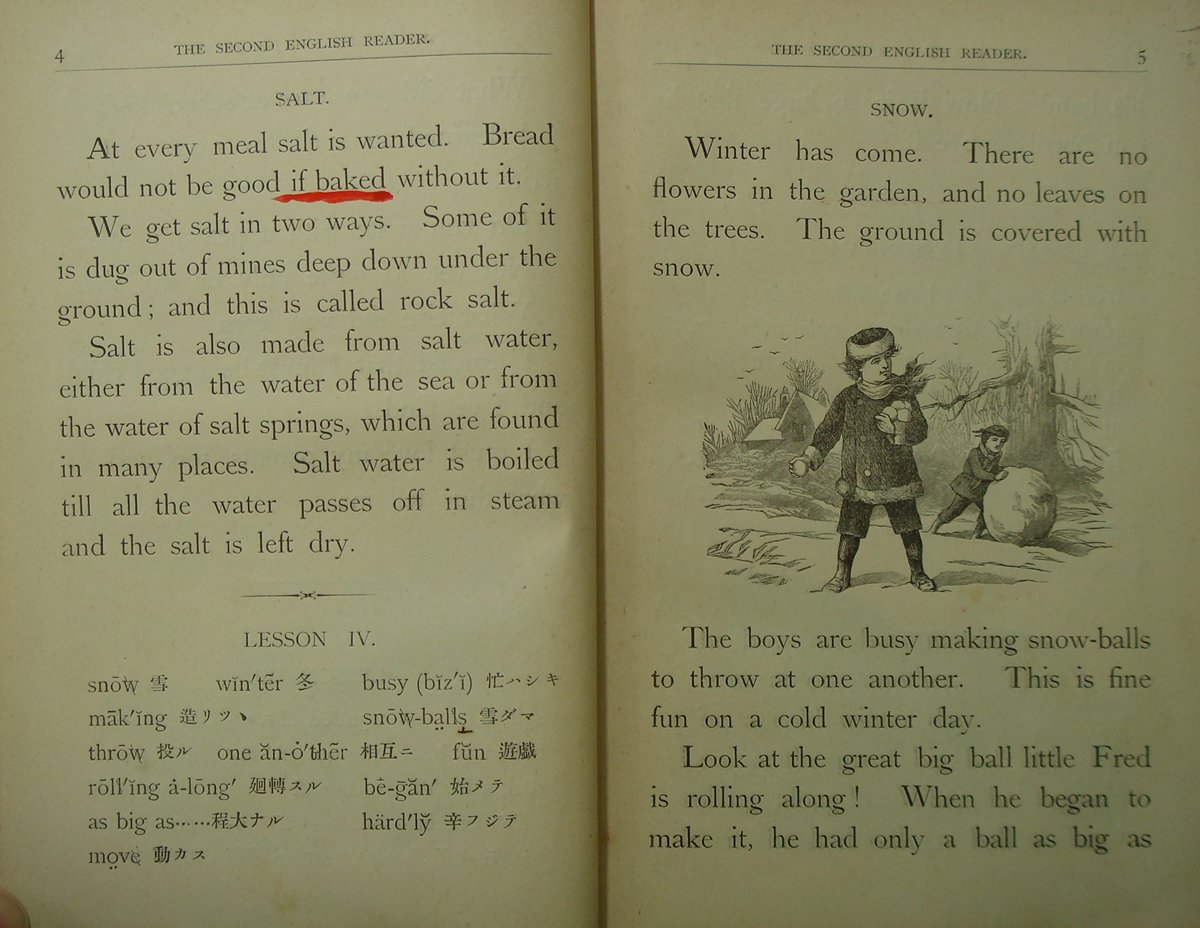 4
THE SECOND ENGLISH READER.
SALT.
At every meal salt is wanted. Bread
would not be good if baked without it.
We get salt in two ways. Some of it
is dug out of mines deep down under the
ground; and this is called rock salt.
Salt is also made from salt water,
either from the water of the sea or from
the water of salt springs, which are found
in many places. Salt water is boiled
till all the water passes off in steam
and the salt is left dry.
LESSON IV.
snōw 雪 wĭn′tẽr 冬 busy (bĭz′ĭ) 忙ハシキ
māk′ĭng 造リツヽ snōw-ba̤lls̱ 雪ダマ
thrōw 投ル one ăn-ȯ′thẽr 相互ニ fŭn 遊戯
rōll′ĭng ȧ-lōng′ 廻轉スル bē̇-găn′ 始メテ
as big as……程大ナル härd′lў 辛フジテ
mo̤ve 動カス
THE SECOND ENGLISH READER.
5
SNOW.
Winter has come. There are no
flowers in the garden, and no leaves on
the trees. The ground is covered with
snow.
The boys are busy making snow-balls
to throw at one another. This is fine
fun on a cold winter day.
Look at the great big ball little Fred
is rolling along! When he began to
make it, he had only a ball as big as